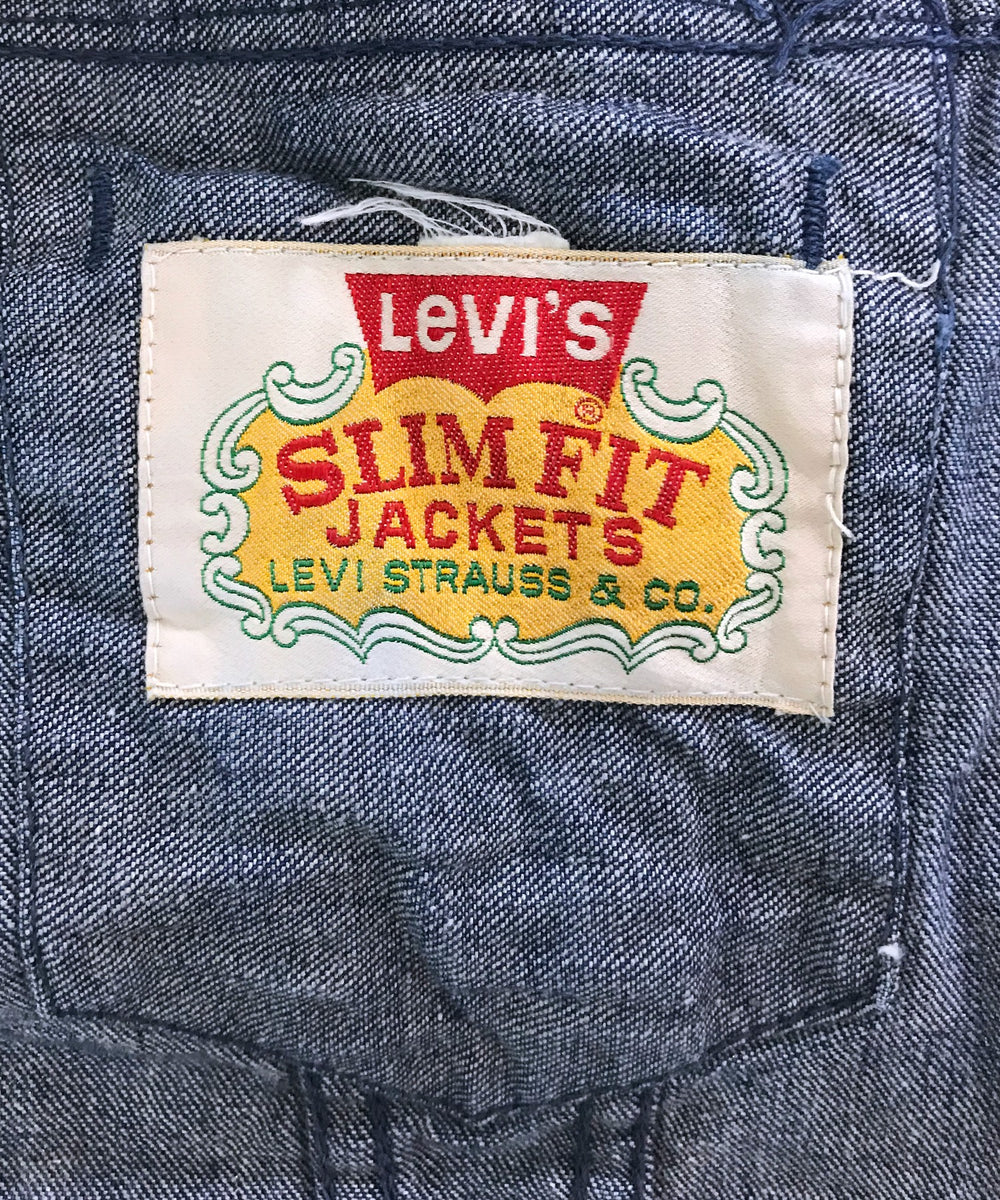 LeVI'S
®
SLIM FIT
JACKETS
LEVI STRAUSS & CO.